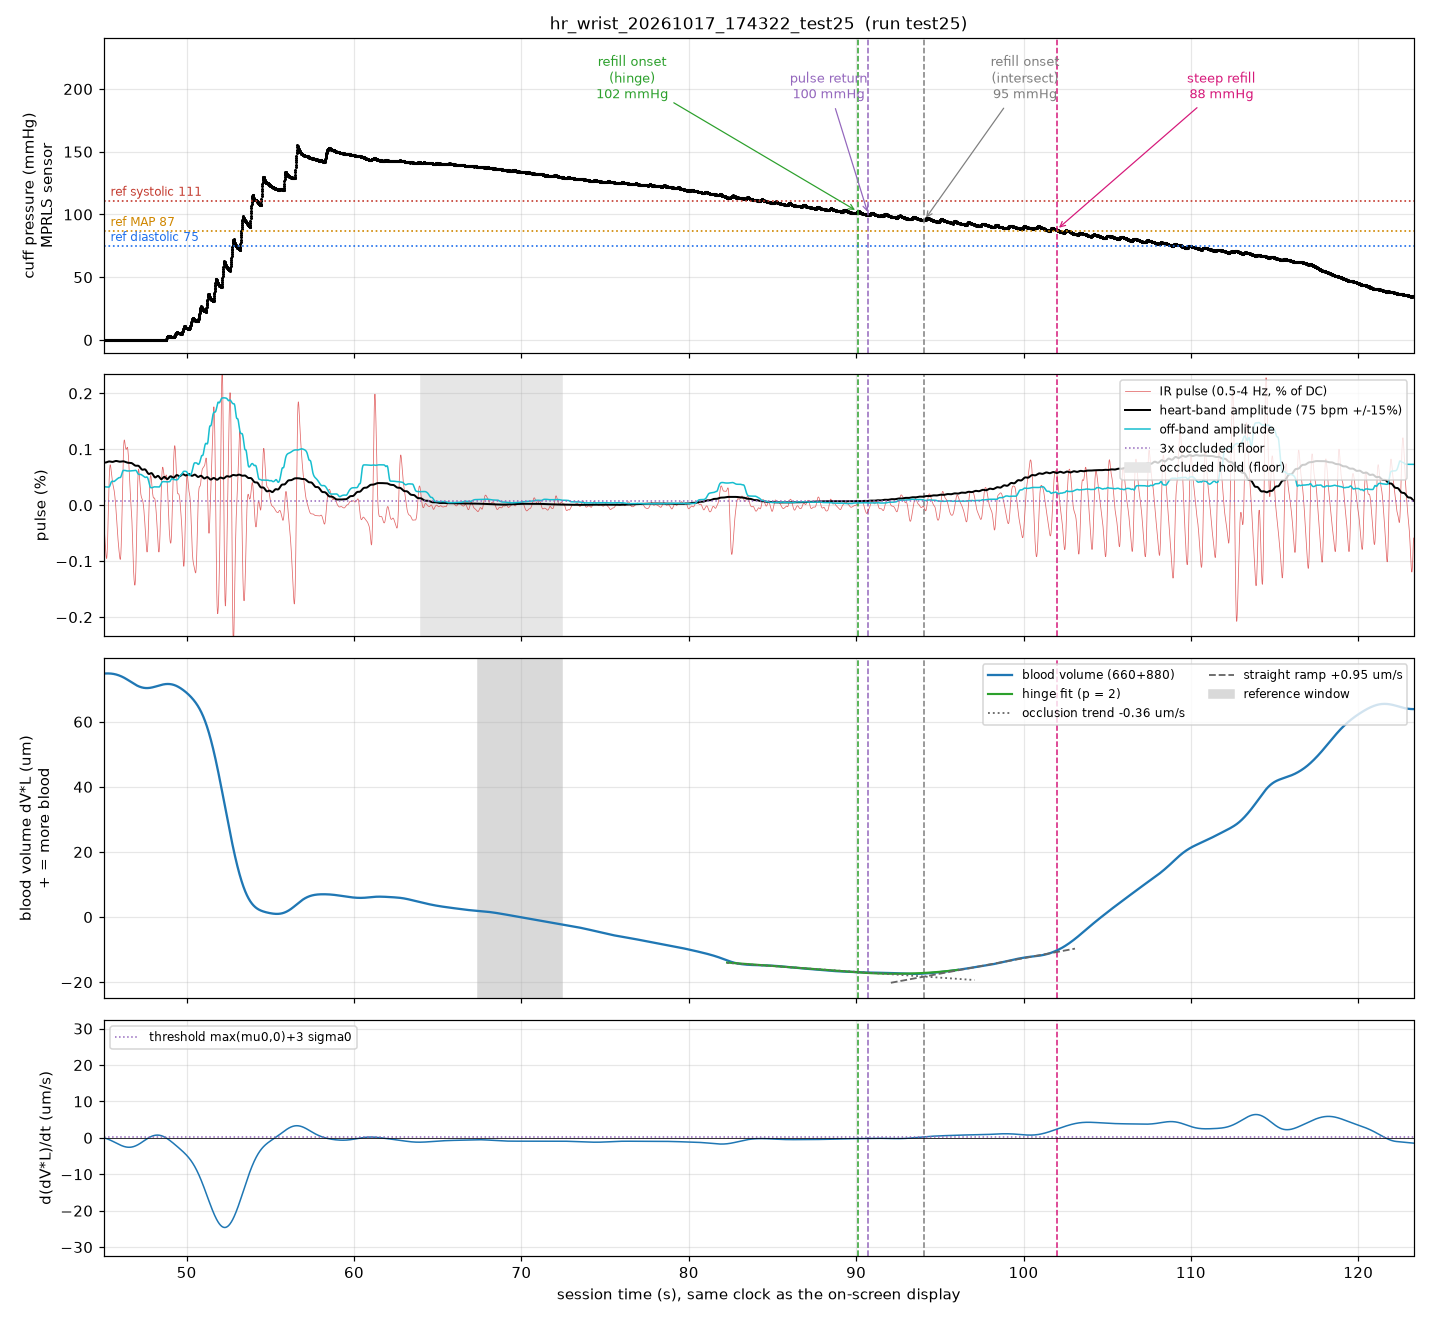 hr_wrist_20261017_174322_test25  (run test25)
refill onset
(hinge)
102 mmHg
pulse return
100 mmHg
refill onset
(intersect)
95 mmHg
steep refill
88 mmHg
cuff pressure (mmHg)
MPRLS sensor
200
150
100
50
0
ref systolic 111
ref MAP 87
ref diastolic 75
pulse (%)
0.2
0.1
0.0
−0.1
−0.2
IR pulse (0.5-4 Hz, % of DC)
heart-band amplitude (75 bpm +/-15%)
off-band amplitude
3x occluded floor
occluded hold (floor)
blood volume dV*L (um)
+ = more blood
60
40
20
0
−20
blood volume (660+880)
hinge fit (p = 2)
occlusion trend -0.36 um/s
straight ramp +0.95 um/s
reference window
d(dV*L)/dt (um/s)
30
20
10
0
−10
−20
−30
threshold max(mu0,0)+3 sigma0
50
60
70
80
90
100
110
120
session time (s), same clock as the on-screen display